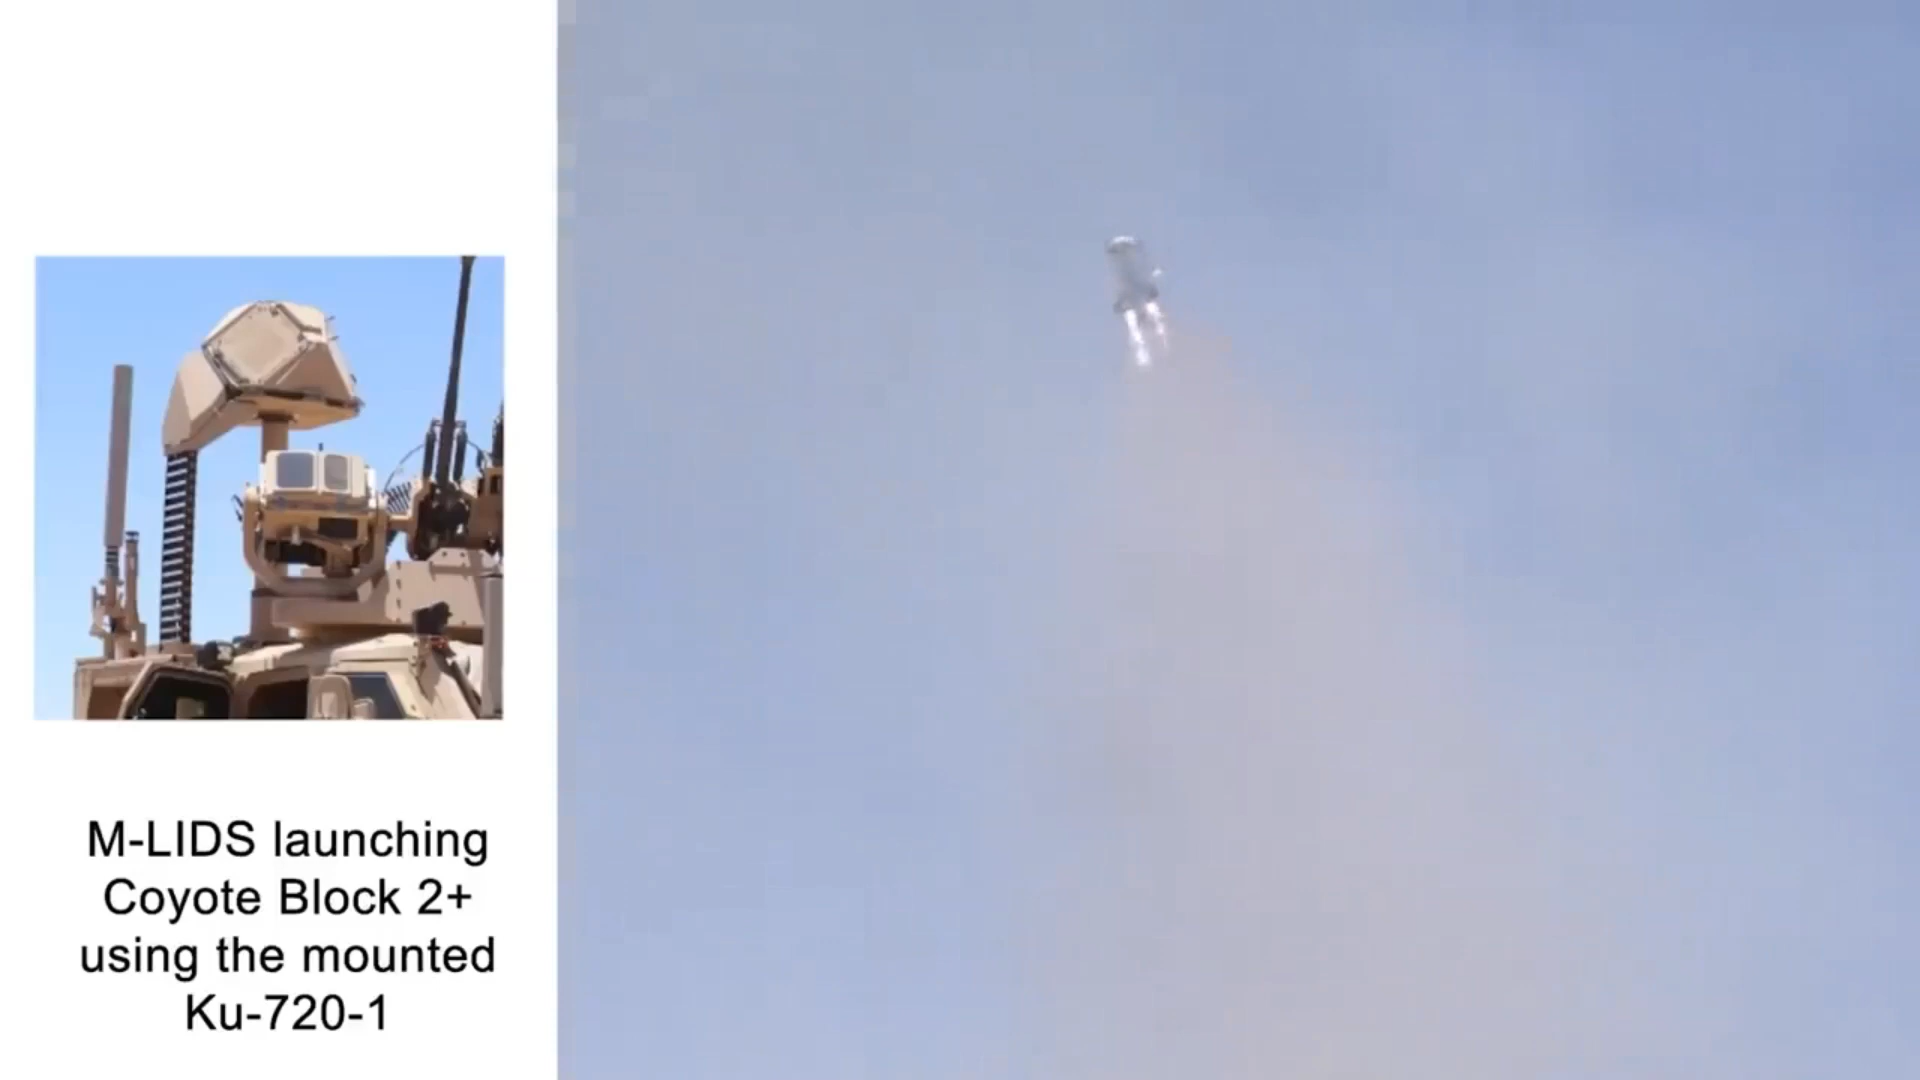 M-LIDS launching
Coyote Block 2+
using the mounted
Ku-720-1